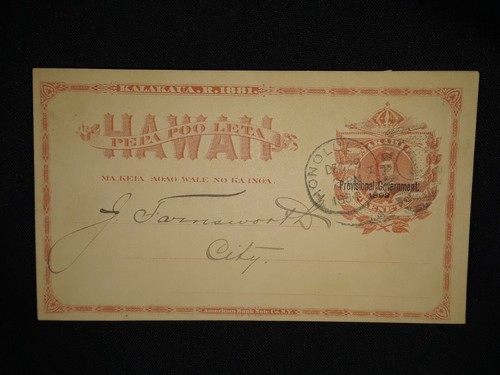 KALAKAUA. R. 1881.
HAWAII
PEPA POO LETA
MA KEIA AOAO WALE NO KA INOA.
HONOLU
Provisional Government
1893
J. Farnsworth
City.
American Bank Note Co. N.Y.